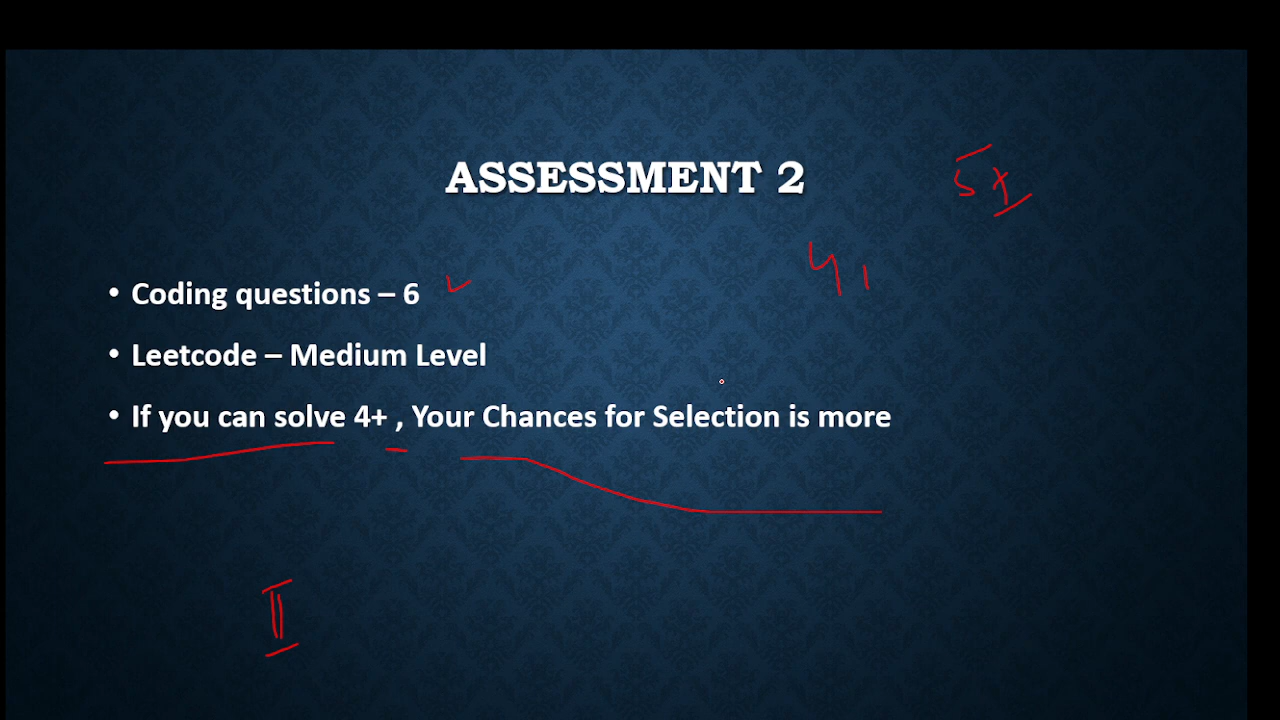 ASSESSMENT 2
• Coding questions – 6
• Leetcode – Medium Level
• If you can solve 4+ , Your Chances for Selection is more
II